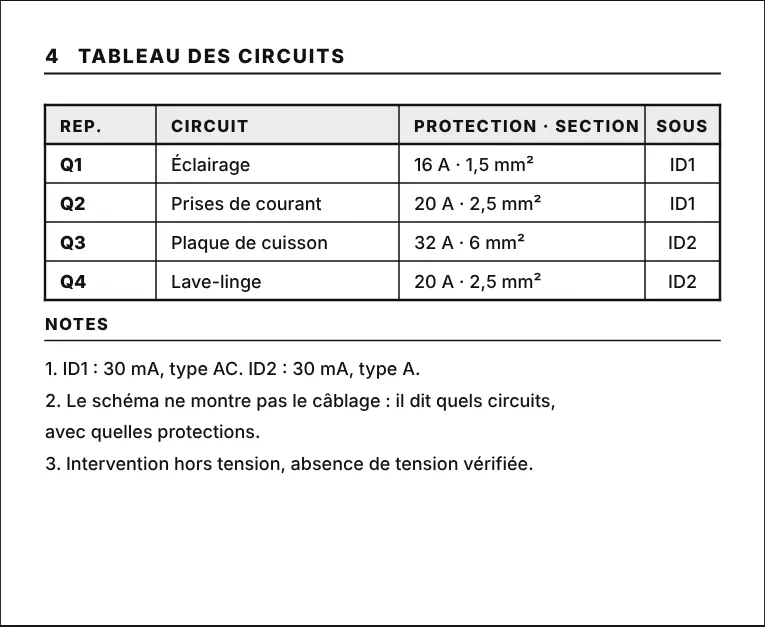 4 TABLEAU DES CIRCUITS
REP. CIRCUIT PROTECTION · SECTION SOUS
Q1 Éclairage 16 A · 1,5 mm² ID1
Q2 Prises de courant 20 A · 2,5 mm² ID1
Q3 Plaque de cuisson 32 A · 6 mm² ID2
Q4 Lave-linge 20 A · 2,5 mm² ID2
NOTES
1. ID1 : 30 mA, type AC. ID2 : 30 mA, type A.
2. Le schéma ne montre pas le câblage : il dit quels circuits,
avec quelles protections.
3. Intervention hors tension, absence de tension vérifiée.